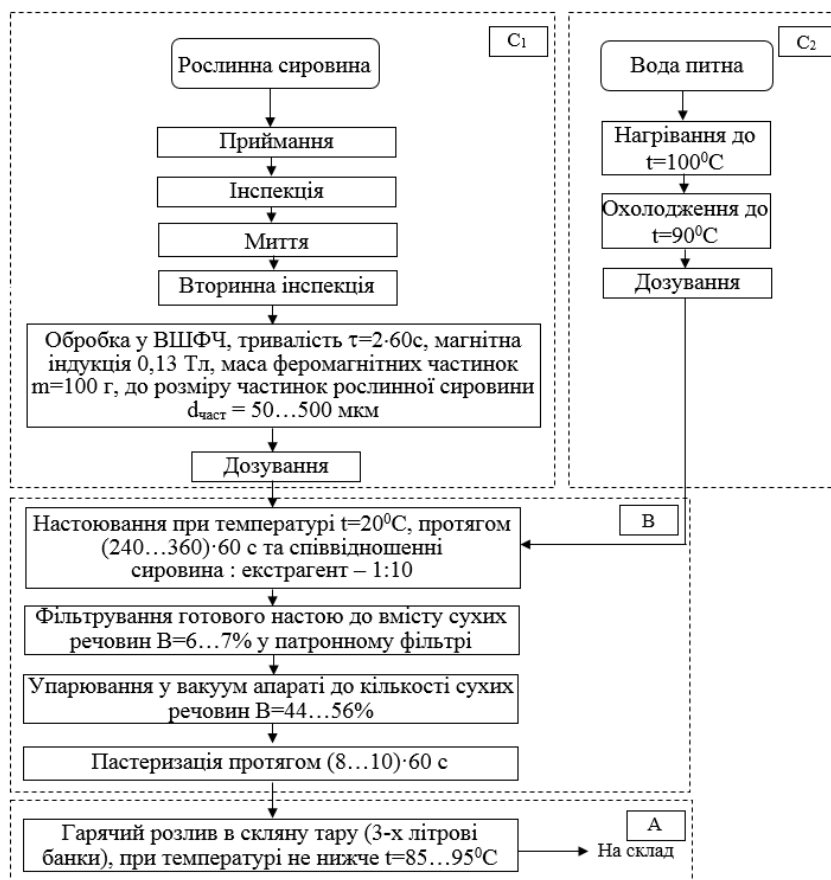 C₁
Рослинна сировина
Приймання
Інспекція
Миття
Вторинна інспекція
Обробка у ВШФЧ, тривалість τ=2·60с, магнітна
індукція 0,13 Тл, маса феромагнітних частинок
m=100 г, до розміру частинок рослинної сировини
dчаст = 50…500 мкм
Дозування
C₂
Вода питна
Нагрівання до
t=100⁰С
Охолодження до
t=90⁰С
Дозування
В
Настоювання при температурі t=20⁰С, протягом
(240…360)·60 с та співвідношенні
сировина : екстрагент – 1:10
Фільтрування готового настою до вмісту сухих
речовин В=6…7% у патронному фільтрі
Упарювання у вакуум апараті до кількості сухих
речовин В=44…56%
Пастеризація протягом (8…10)·60 с
А
Гарячий розлив в скляну тару (3-х літрові
банки), при температурі не нижче t=85…95⁰С
На склад